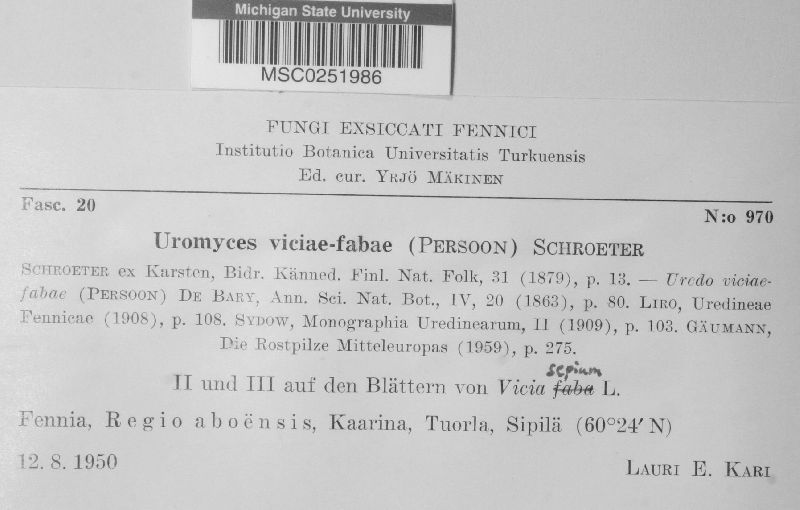 Michigan State University
MSC0251986
FUNGI EXSICCATI FENNICI
Institutio Botanica Universitatis Turkuensis
Ed. cur. YRJÖ MÄKINEN
Fasc. 20
N:o 970
Uromyces viciae-fabae (PERSOON) SCHROETER
SCHROETER ex Karsten, Bidr. Känned. Finl. Nat. Folk, 31 (1879), p. 13. — Uredo viciae-
fabae (PERSOON) DE BARY, Ann. Sci. Nat. Bot., IV, 20 (1863), p. 80. LIRO, Uredineae
Fennicae (1908), p. 108. SYDOW, Monographia Uredinearum, II (1909), p. 103. GÄUMANN,
Die Rostpilze Mitteleuropas (1959), p. 275.
sepium
II und III auf den Blättern von Vicia faba L.
Fennia, Regio aboënsis, Kaarina, Tuorla, Sipilä (60°24′ N)
12. 8. 1950
LAURI E. KARI